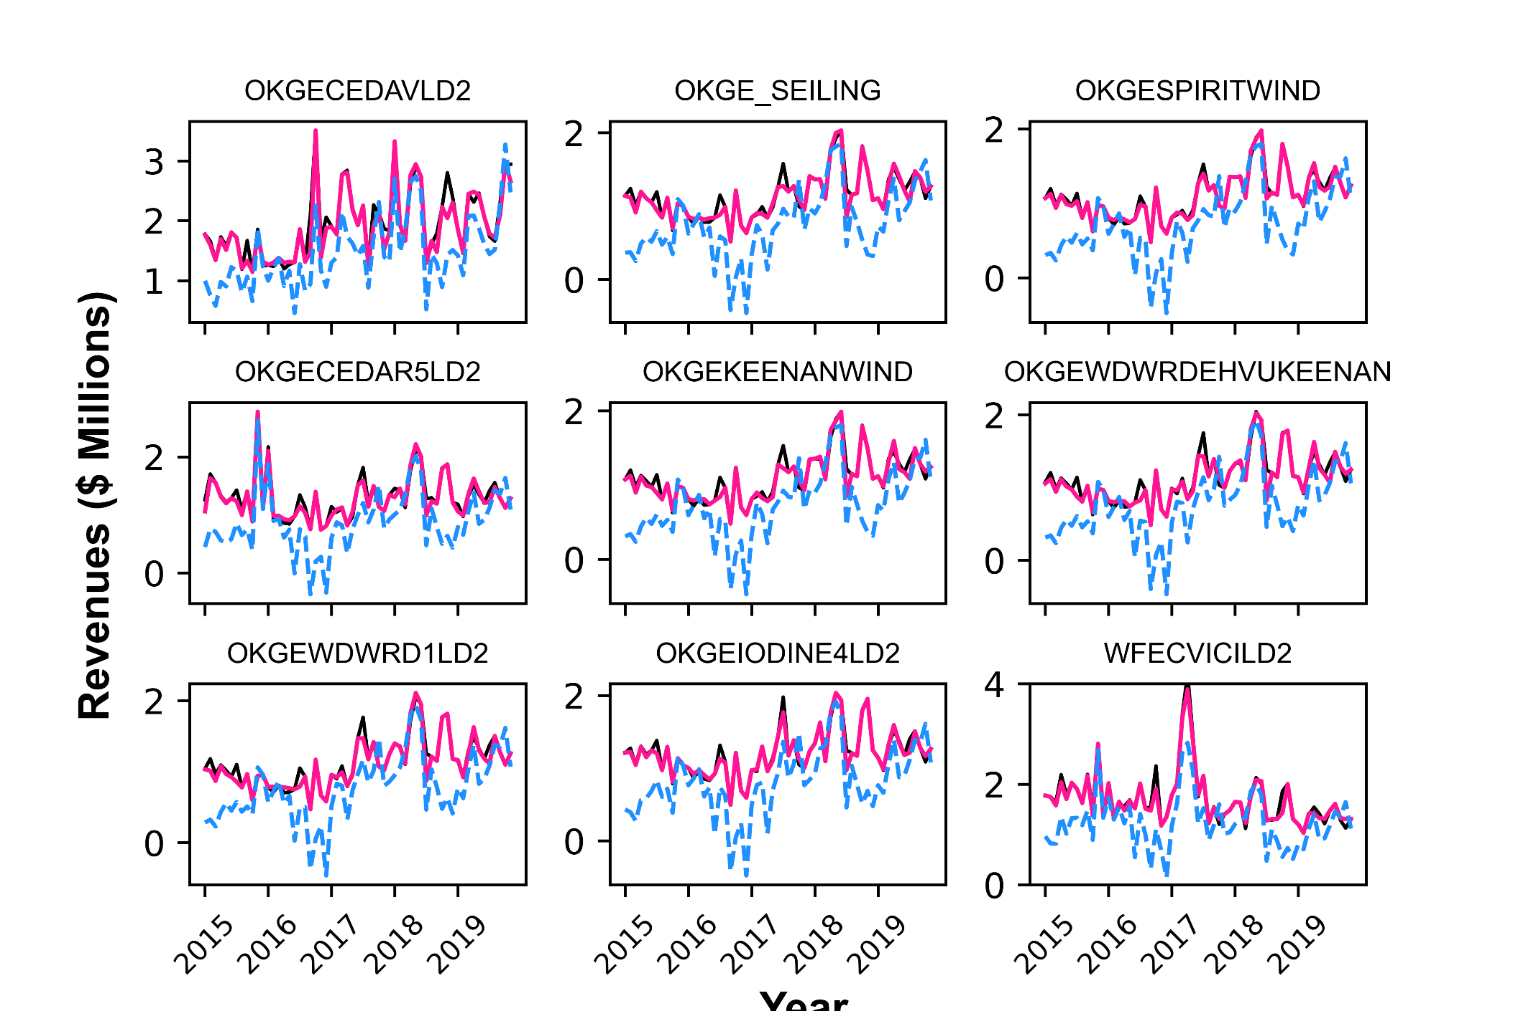 OKGECEDAVLD2
OKGE_SEILING
OKGESPIRITWIND
3
2
1
2
0
2
0
OKGECEDAR5LD2
OKGEKEENANWIND
OKGEWDWRDEHVUKEENAN
2
0
2
0
2
0
OKGEWDWRD1LD2
OKGEIODINE4LD2
WFECVICILD2
2
0
2
0
4
2
0
2015 2016 2017 2018 2019
2015 2016 2017 2018 2019
2015 2016 2017 2018 2019
Revenues ($ Millions)
Year